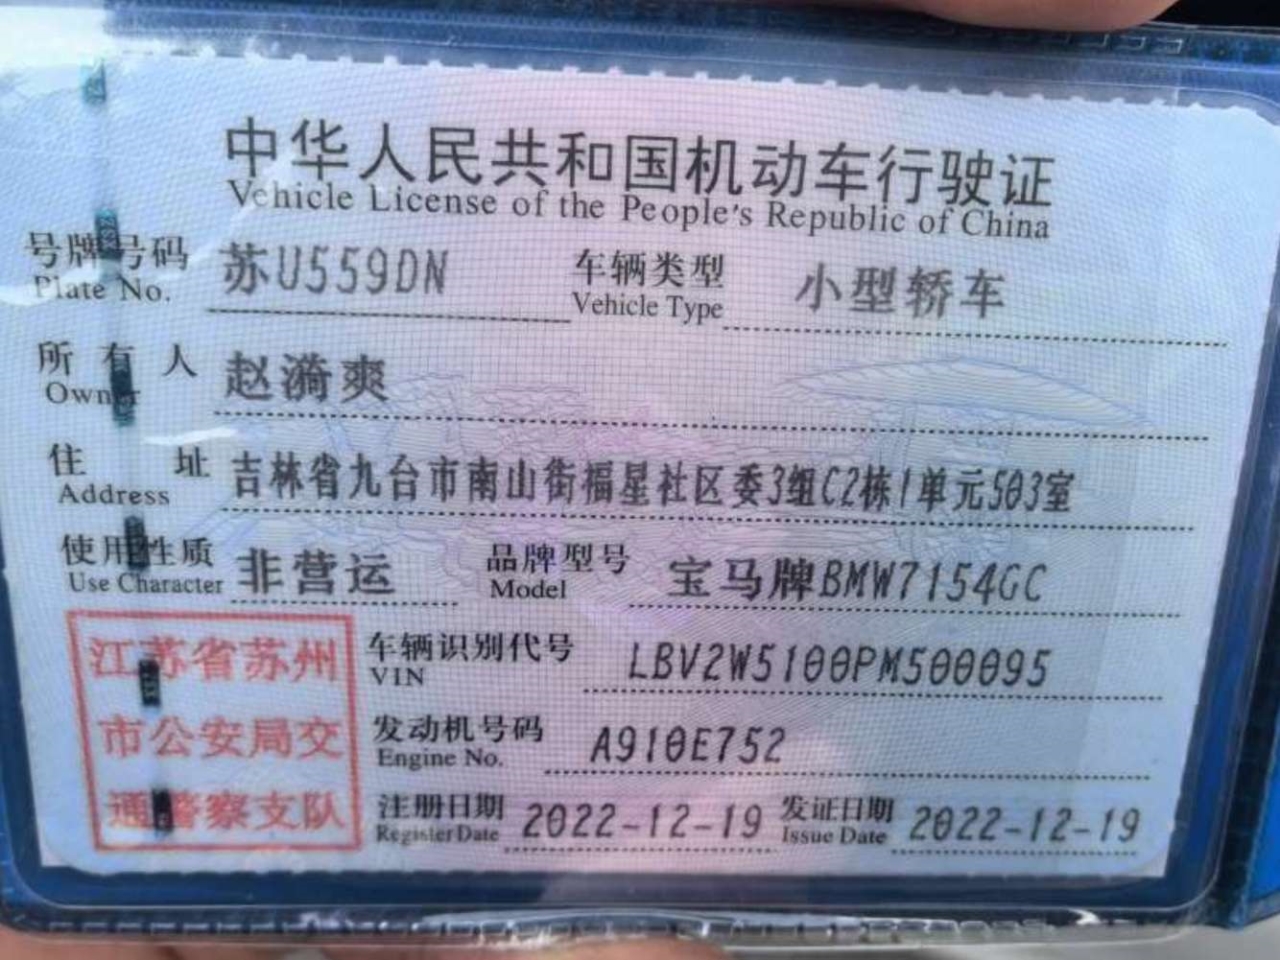 中华人民共和国机动车行驶证
Vehicle License of the People's Republic of China
号牌号码 苏U559DN 车辆类型 小型轿车
Plate No. Vehicle Type
所有人 赵漪爽
Owner
住址 吉林省九台市南山街福星社区委3组C2栋1单元503室
Address
使用性质 非营运 品牌型号 宝马牌BMW7154GC
Use Character Model
江苏省苏州 车辆识别代号 LBV2W5100PM500095
VIN
市公安局交 发动机号码 A910E752
Engine No.
通警察支队 注册日期 2022-12-19 发证日期 2022-12-19
Register Date Issue Date